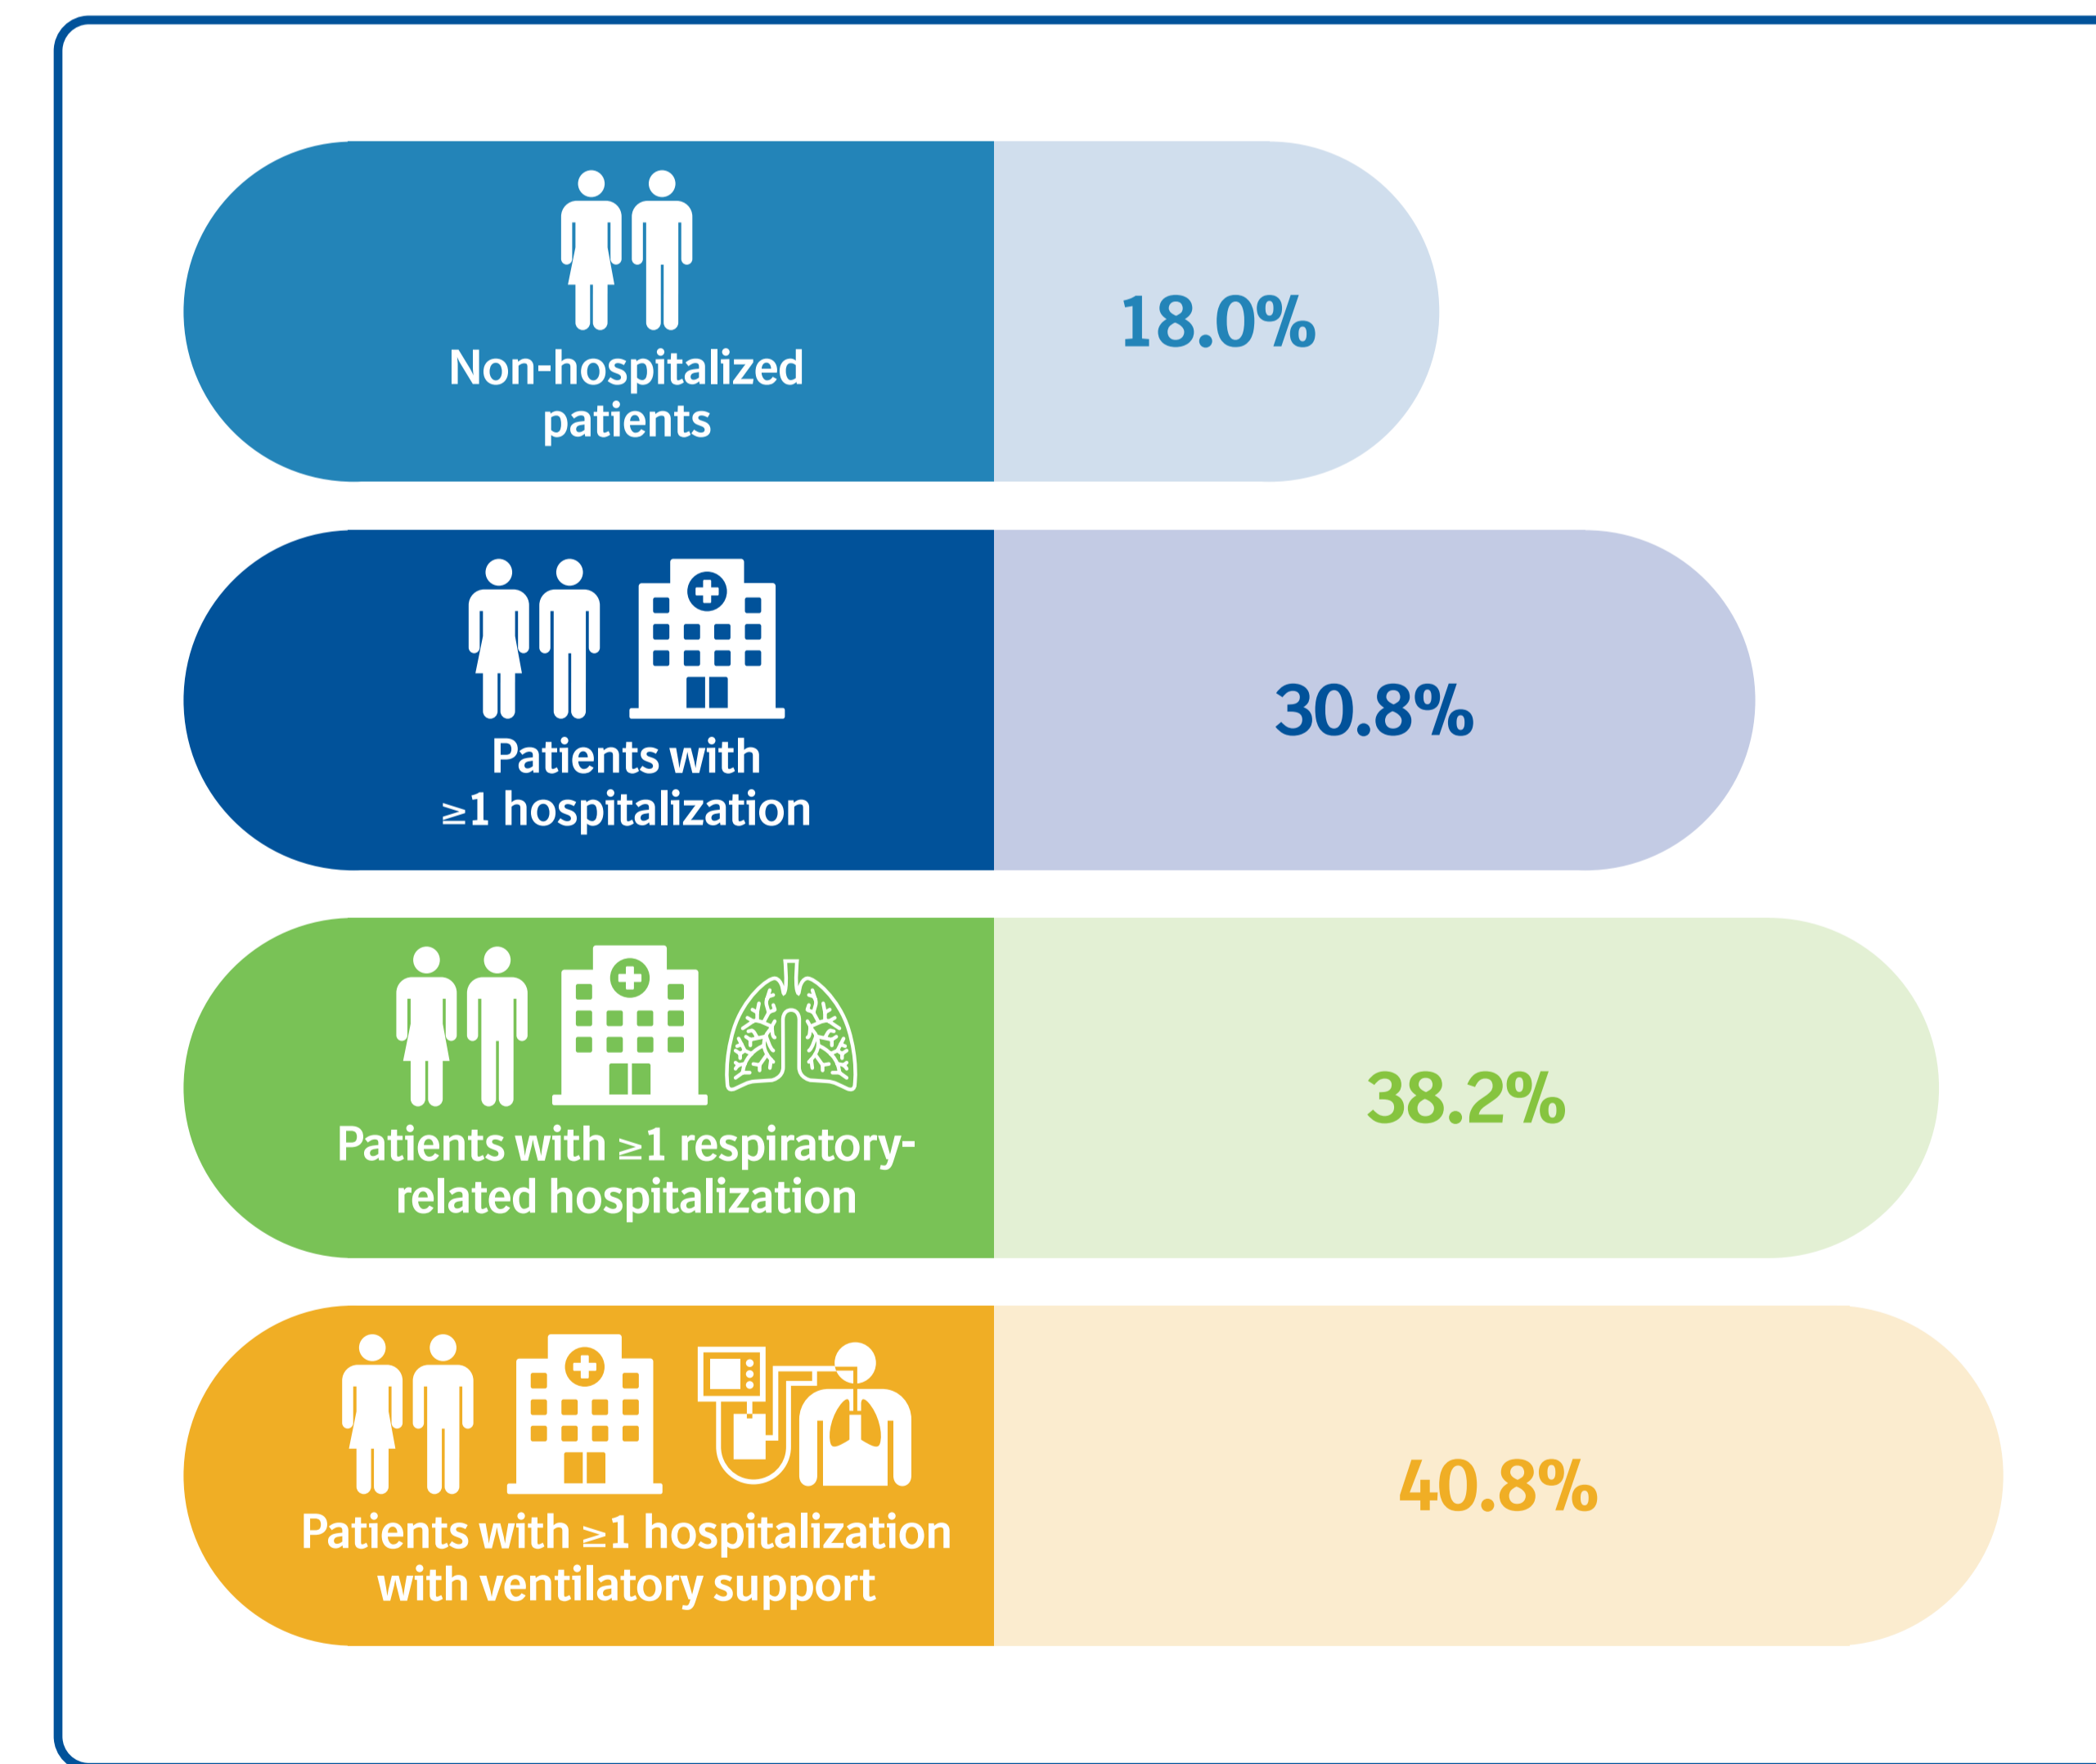 Non-hospitalized
patients
18.0%
Patients with
≥1 hospitalization
30.8%
Patients with ≥1 respiratory-
related hospitalization
38.2%
Patients with ≥1 hospitalization
with ventilatory support
40.8%